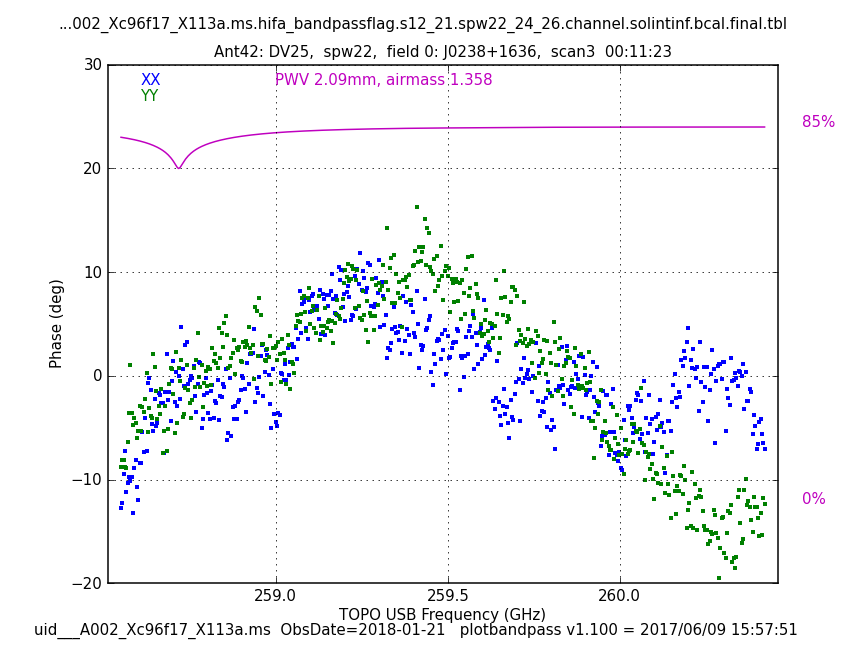 ...002_Xc96f17_X113a.ms.hifa_bandpassflag.s12_21.spw22_24_26.channel.solintinf.bcal.final.tbl
Ant42: DV25,  spw22,  field 0: J0238+1636,  scan3  00:11:23
XX
YY
PWV 2.09mm, airmass 1.358
30
20
10
0
−10
−20
85%
0%
Phase (deg)
259.0
259.5
260.0
TOPO USB Frequency (GHz)
uid___A002_Xc96f17_X113a.ms  ObsDate=2018-01-21   plotbandpass v1.100 = 2017/06/09 15:57:51